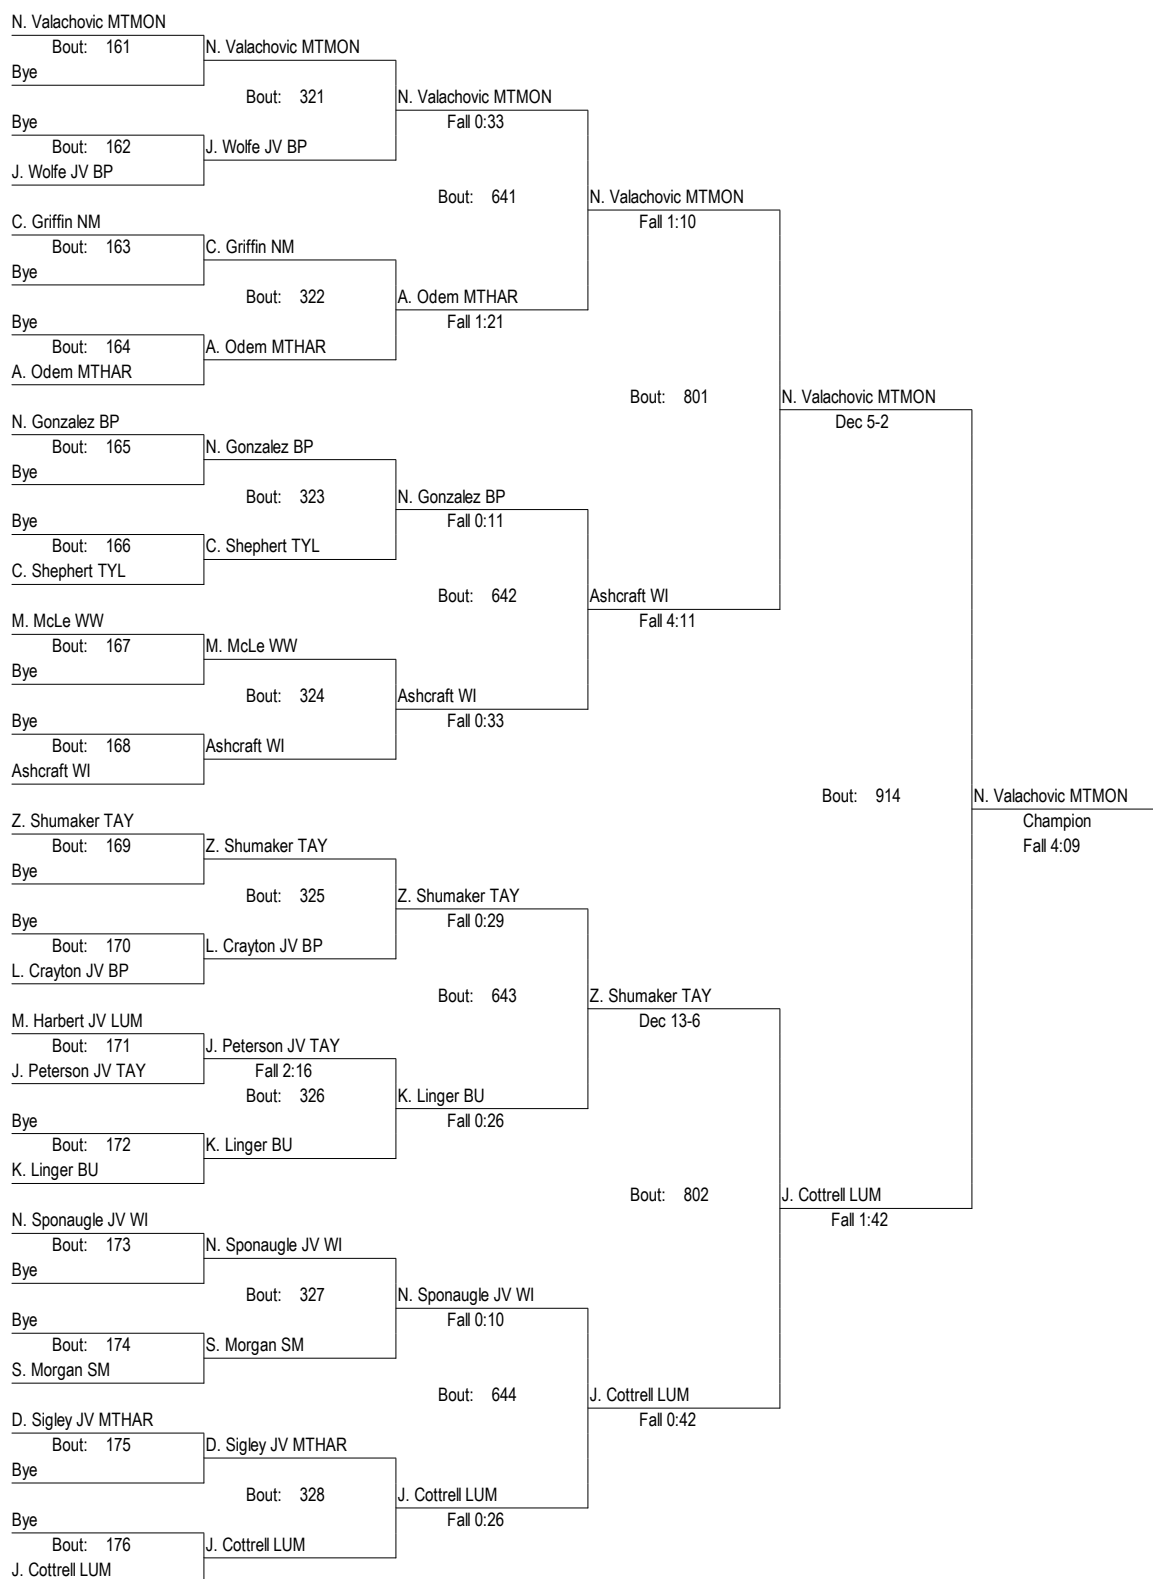 N. Valachovic MTMON
Bout: 161
N. Valachovic MTMON
Bye
Bout: 321
N. Valachovic MTMON
Bye
Fall 0:33
Bout: 162
J. Wolfe JV BP
J. Wolfe JV BP
Bout: 641
N. Valachovic MTMON
C. Griffin NM
Fall 1:10
Bout: 163
C. Griffin NM
Bye
Bout: 322
A. Odem MTHAR
Bye
Fall 1:21
Bout: 164
A. Odem MTHAR
A. Odem MTHAR
Bout: 801
N. Valachovic MTMON
N. Gonzalez BP
Dec 5-2
Bout: 165
N. Gonzalez BP
Bye
Bout: 323
N. Gonzalez BP
Bye
Fall 0:11
Bout: 166
C. Shephert TYL
C. Shephert TYL
Bout: 642
Ashcraft WI
M. McLe WW
Fall 4:11
Bout: 167
M. McLe WW
Bye
Bout: 324
Ashcraft WI
Bye
Fall 0:33
Bout: 168
Ashcraft WI
Ashcraft WI
Bout: 914
N. Valachovic MTMON
Z. Shumaker TAY
Champion
Bout: 169
Z. Shumaker TAY
Fall 4:09
Bye
Bout: 325
Z. Shumaker TAY
Bye
Fall 0:29
Bout: 170
L. Crayton JV BP
L. Crayton JV BP
Bout: 643
Z. Shumaker TAY
M. Harbert JV LUM
Dec 13-6
Bout: 171
J. Peterson JV TAY
J. Peterson JV TAY
Fall 2:16
Bout: 326
K. Linger BU
Bye
Fall 0:26
Bout: 172
K. Linger BU
K. Linger BU
Bout: 802
J. Cottrell LUM
N. Sponaugle JV WI
Fall 1:42
Bout: 173
N. Sponaugle JV WI
Bye
Bout: 327
N. Sponaugle JV WI
Bye
Fall 0:10
Bout: 174
S. Morgan SM
S. Morgan SM
Bout: 644
J. Cottrell LUM
D. Sigley JV MTHAR
Fall 0:42
Bout: 175
D. Sigley JV MTHAR
Bye
Bout: 328
J. Cottrell LUM
Bye
Fall 0:26
Bout: 176
J. Cottrell LUM
J. Cottrell LUM